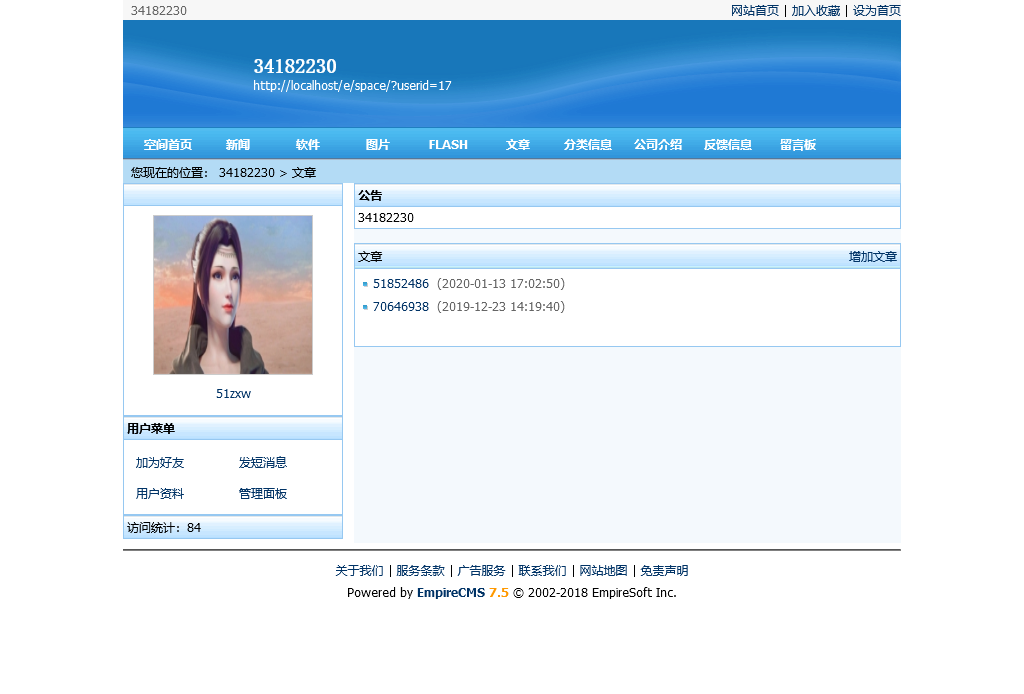 34182230
网站首页 | 加入收藏 | 设为首页
34182230
http://localhost/e/space/?userid=17
空间首页 新闻 软件 图片 FLASH 文章 分类信息 公司介绍 反馈信息 留言板
您现在的位置： 34182230 > 文章
51zxw
用户菜单
加为好友 发短消息
用户资料 管理面板
访问统计：84
公告
34182230
文章 增加文章
51852486 (2020-01-13 17:02:50)
70646938 (2019-12-23 14:19:40)
关于我们 | 服务条款 | 广告服务 | 联系我们 | 网站地图 | 免责声明
Powered by EmpireCMS 7.5 © 2002-2018 EmpireSoft Inc.